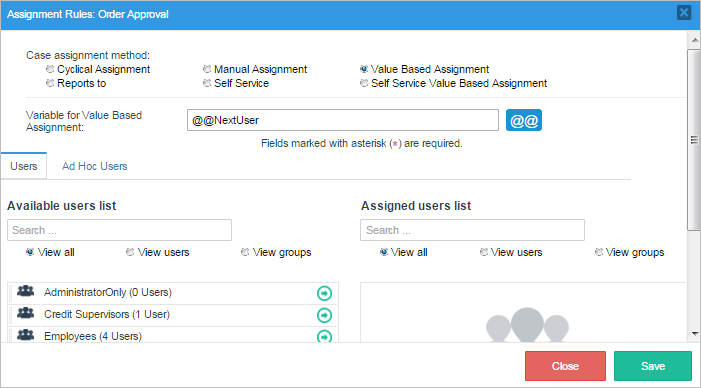 Assignment Rules: Order Approval
Case assignment method:
Cyclical Assignment Manual Assignment Value Based Assignment
Reports to Self Service Self Service Value Based Assignment
Variable for Value Based
Assignment:
@@NextUser @@
Fields marked with asterisk (*) are required.
Users Ad Hoc Users
Available users list Assigned users list
Search ... Search ...
View all View users View groups View all View users View groups
AdministratorOnly (0 Users)
Credit Supervisors (1 User)
Employees (4 Users)
Close Save